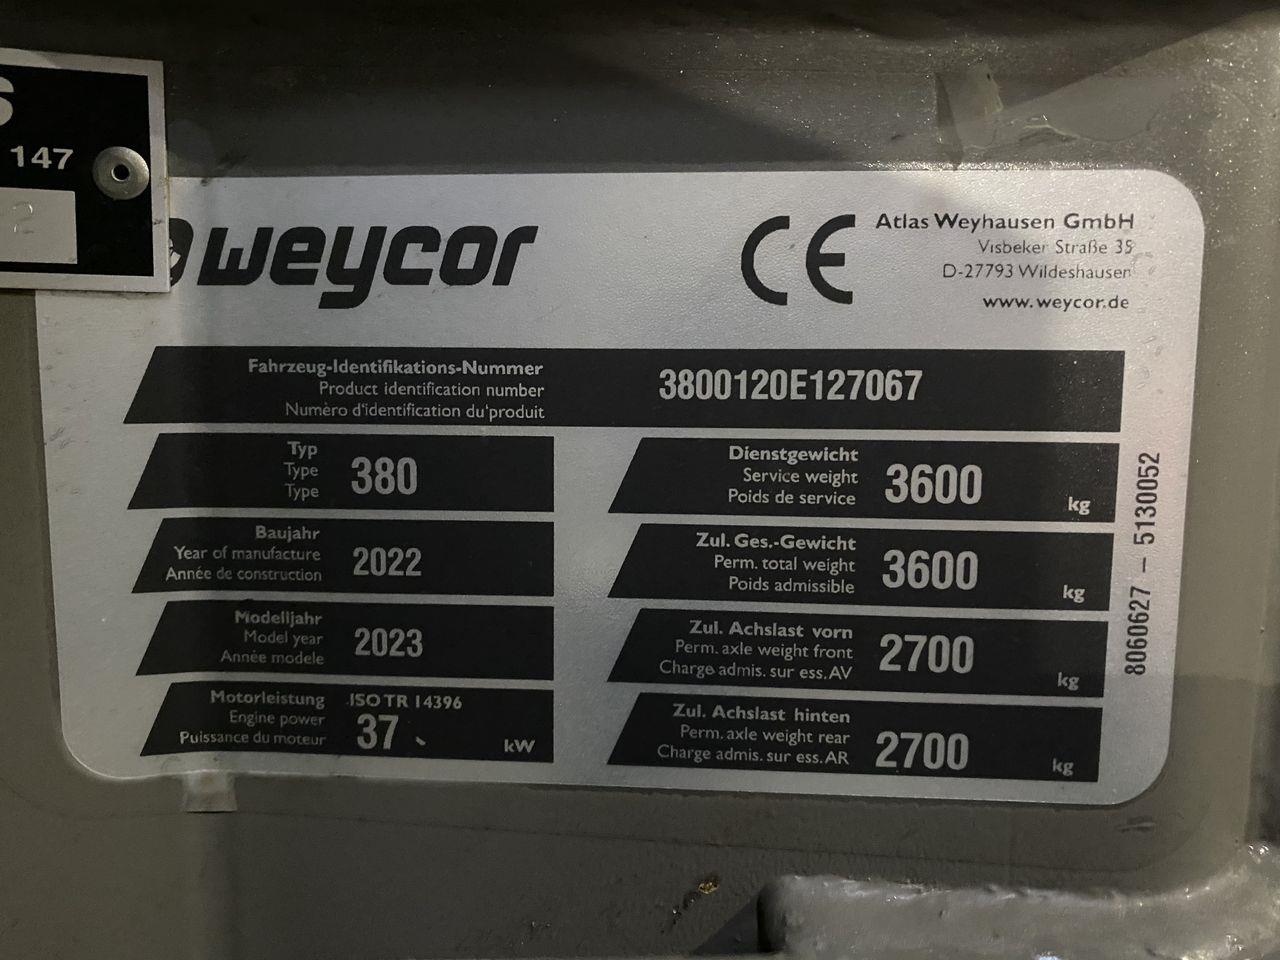 S
147
2
weycor
CE
Atlas Weyhausen GmbH
Visbeker Straße 35
D-27793 Wildeshausen
www.weycor.de
Fahrzeug-Identifikations-Nummer
Product identification number
Numèro d'identification du'produit
3800120E127067
Typ
Type
Type
380
Baujahr
Year of manufacture
Année de construction
2022
Modelljahr
Model year
Année modele
2023
Motorleistung
Engine power
Puissance du moteur
ISO TR 14396
37
kW
Dienstgewicht
Service weight
Poids de service
3600
kg
Zul. Ges.-Gewicht
Perm. total weight
Poids admissible
3600
kg
Zul. Achslast vorn
Perm. axle weight front
Charge admis. sur ess. AV
2700
kg
Zul. Achslast hinten
Perm. axle weight rear
Charge admis. sur ess. AR
2700
kg
8060627 – 5130052